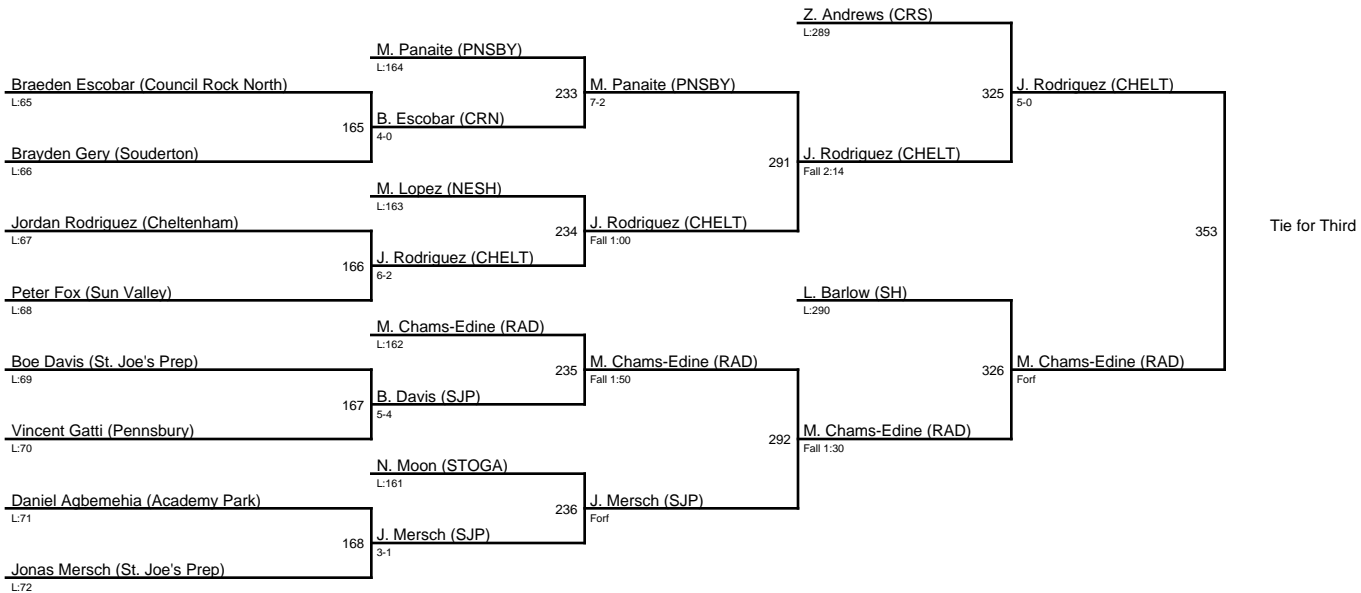 Z. Andrews (CRS)
L:289
M. Panaite (PNSBY)
L:164
Braeden Escobar (Council Rock North)
L:65
233
M. Panaite (PNSBY)
7-2
325
J. Rodriguez (CHELT)
5-0
165
B. Escobar (CRN)
4-0
Brayden Gery (Souderton)
L:66
291
J. Rodriguez (CHELT)
Fall 2:14
M. Lopez (NESH)
L:163
Jordan Rodriguez (Cheltenham)
L:67
234
J. Rodriguez (CHELT)
Fall 1:00
353
Tie for Third
166
J. Rodriguez (CHELT)
6-2
Peter Fox (Sun Valley)
L:68
L. Barlow (SH)
L:290
M. Chams-Edine (RAD)
L:162
Boe Davis (St. Joe's Prep)
L:69
235
M. Chams-Edine (RAD)
Fall 1:50
326
M. Chams-Edine (RAD)
Forf
167
B. Davis (SJP)
5-4
Vincent Gatti (Pennsbury)
L:70
292
M. Chams-Edine (RAD)
Fall 1:30
N. Moon (STOGA)
L:161
Daniel Agbemehia (Academy Park)
L:71
236
J. Mersch (SJP)
Forf
168
J. Mersch (SJP)
3-1
Jonas Mersch (St. Joe's Prep)
L:72